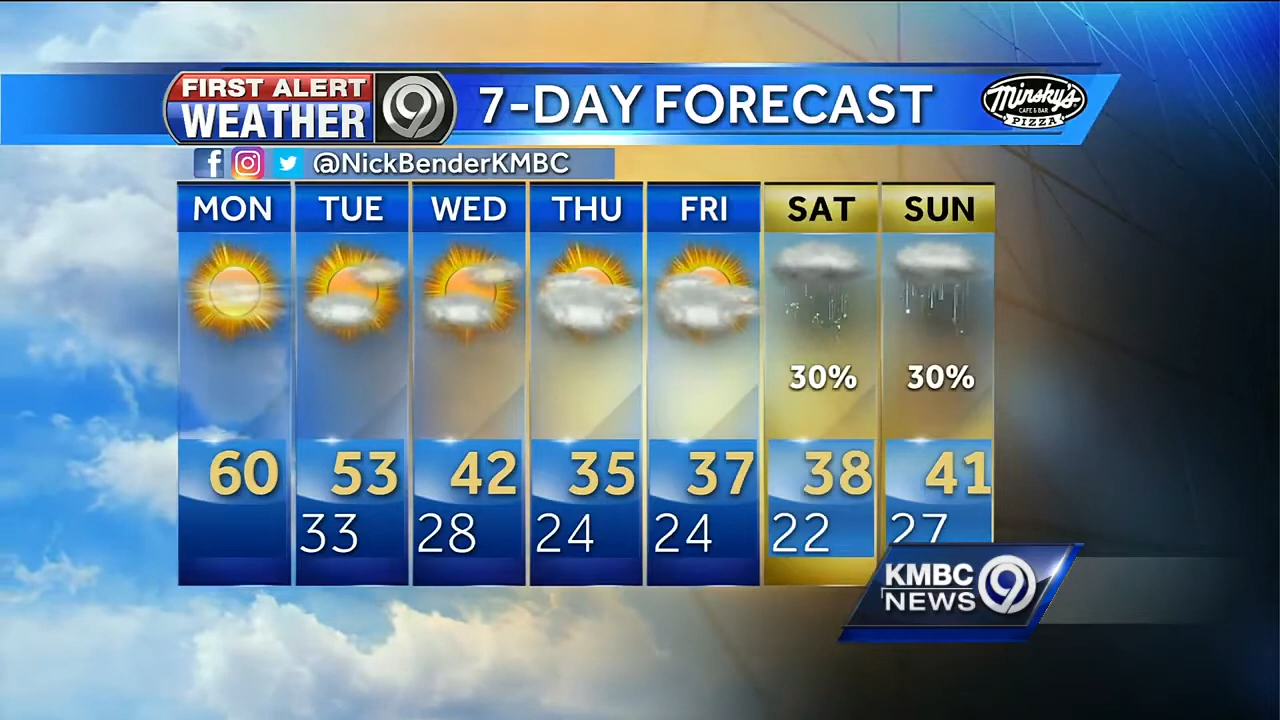 FIRST ALERT
WEATHER 9
7-DAY FORECAST
Minsky's
CAFE & BAR
PIZZA
@NickBenderKMBC
MON TUE WED THU FRI SAT SUN
30% 30%
60 53 42 35 37 38 41
33 28 24 24 22 27
KMBC 9
NEWS